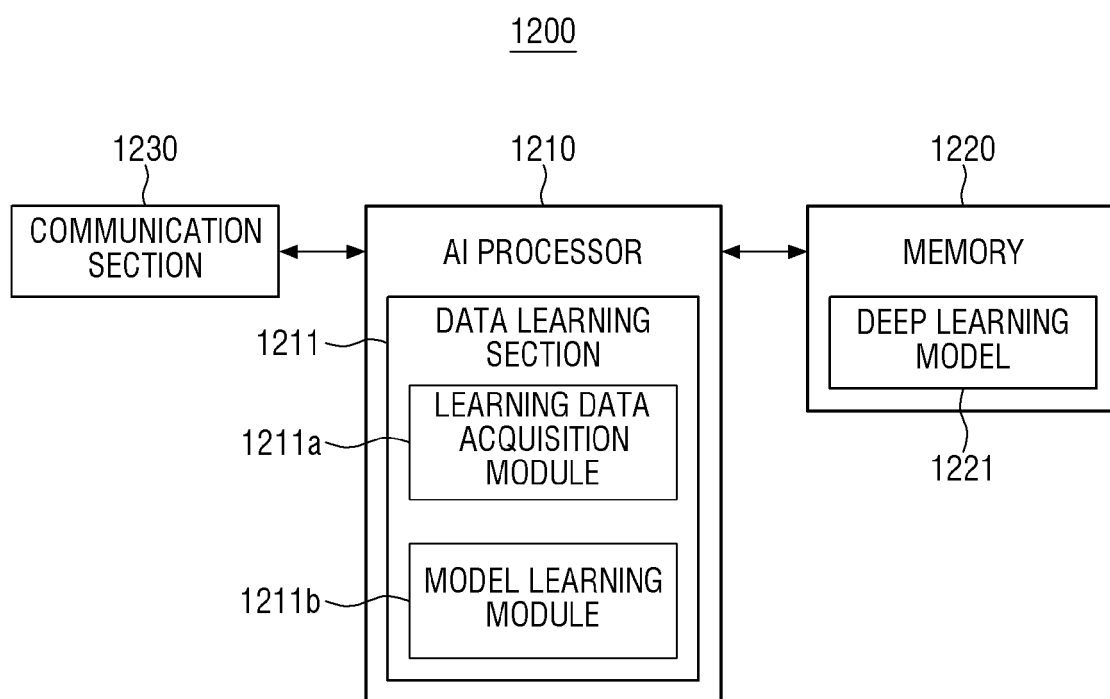 1200
1230
1210
1220
COMMUNICATION
SECTION
AI PROCESSOR
MEMORY
1211
DATA LEARNING
SECTION
DEEP LEARNING
MODEL
1211a
LEARNING DATA
ACQUISITION
MODULE
1221
1211b
MODEL LEARNING
MODULE